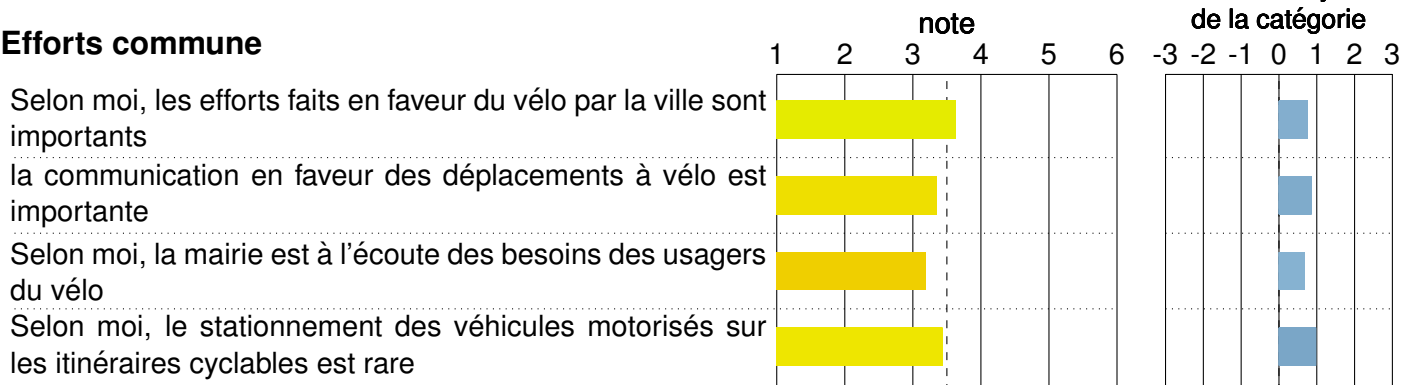 note
de la catégorie
Efforts commune
1 2 3 4 5 6
-3 -2 -1 0 1 2 3
Selon moi, les efforts faits en faveur du vélo par la ville sont
importants
la communication en faveur des déplacements à vélo est
importante
Selon moi, la mairie est à l'écoute des besoins des usagers
du vélo
Selon moi, le stationnement des véhicules motorisés sur
les itinéraires cyclables est rare